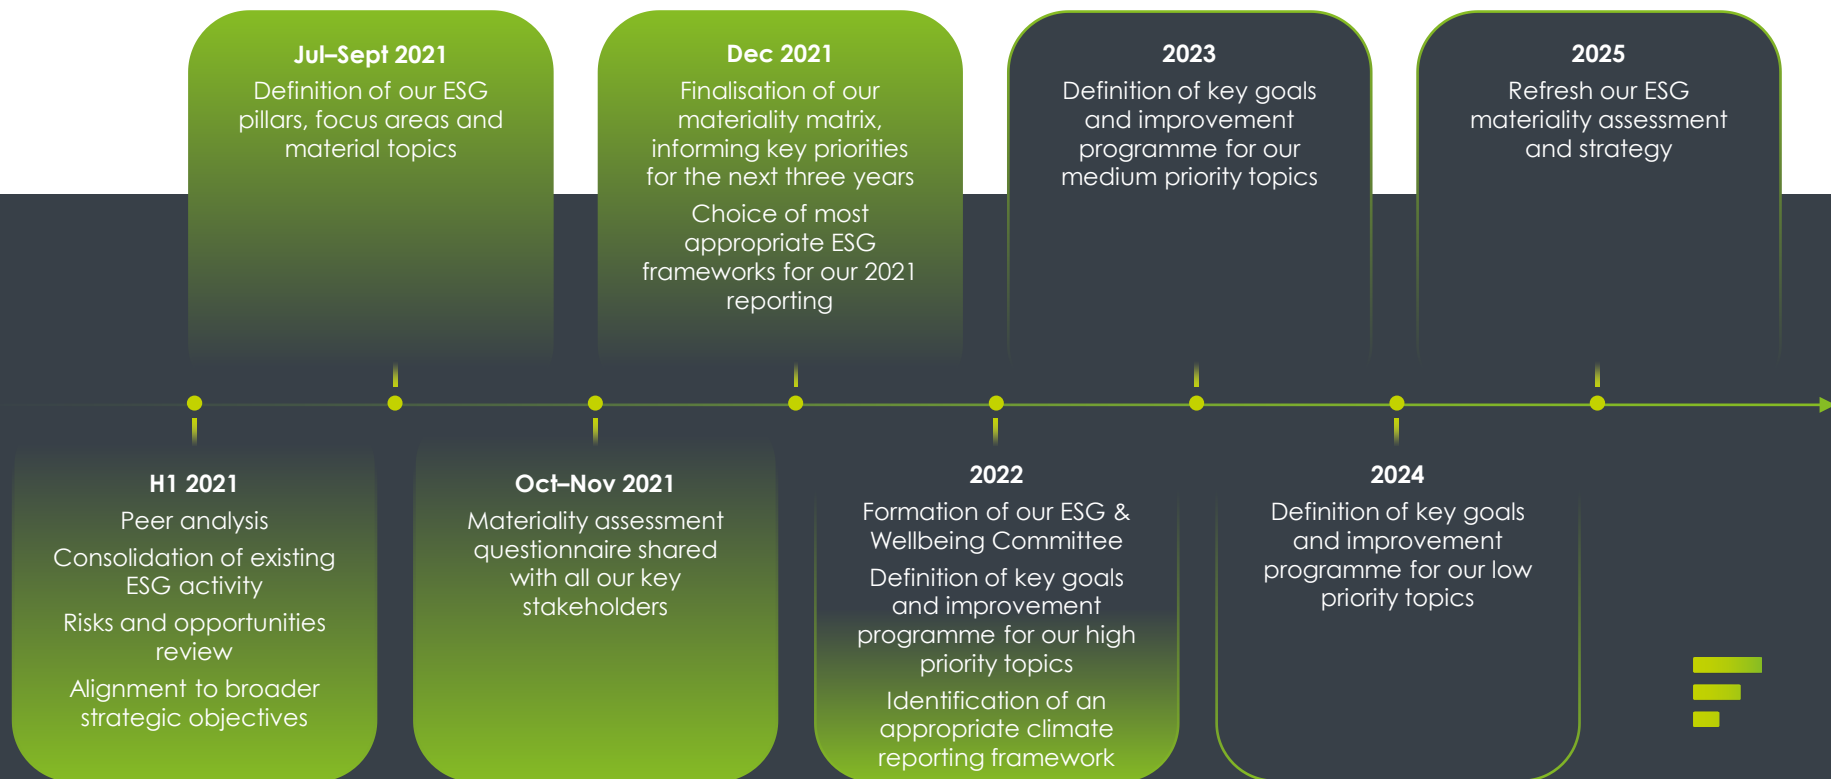 Jul–Sept 2021
Definition of our ESG
pillars, focus areas and
material topics
Dec 2021
Finalisation of our
materiality matrix,
informing key priorities
for the next three years
Choice of most
appropriate ESG
frameworks for our 2021
reporting
2023
Definition of key goals
and improvement
programme for our
medium priority topics
2025
Refresh our ESG
materiality assessment
and strategy
H1 2021
Peer analysis
Consolidation of existing
ESG activity
Risks and opportunities
review
Alignment to broader
strategic objectives
Oct–Nov 2021
Materiality assessment
questionnaire shared
with all our key
stakeholders
2022
Formation of our ESG &
Wellbeing Committee
Definition of key goals
and improvement
programme for our high
priority topics
Identification of an
appropriate climate
reporting framework
2024
Definition of key goals
and improvement
programme for our low
priority topics